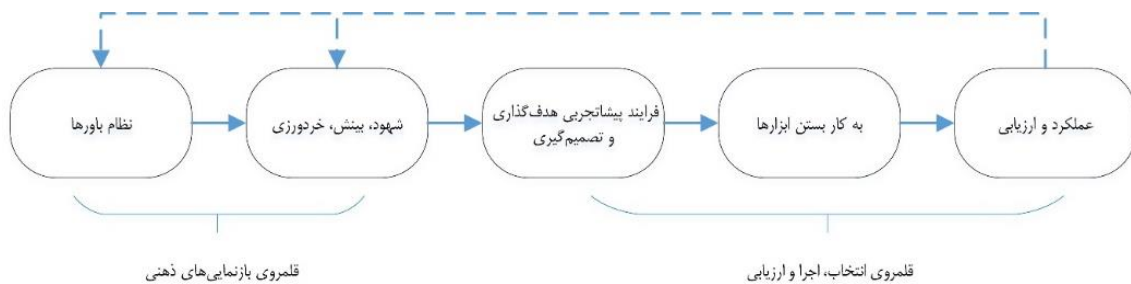 نظام باورها
شهود، بینش، خردورزی
فرایند پیشاتجربی هدف‌گذاری
و تصمیم‌گیری
به کار بستن ابزارها
عملکرد و ارزیابی
قلمروی بازنمایی‌های ذهنی
قلمروی انتخاب، اجرا و ارزیابی